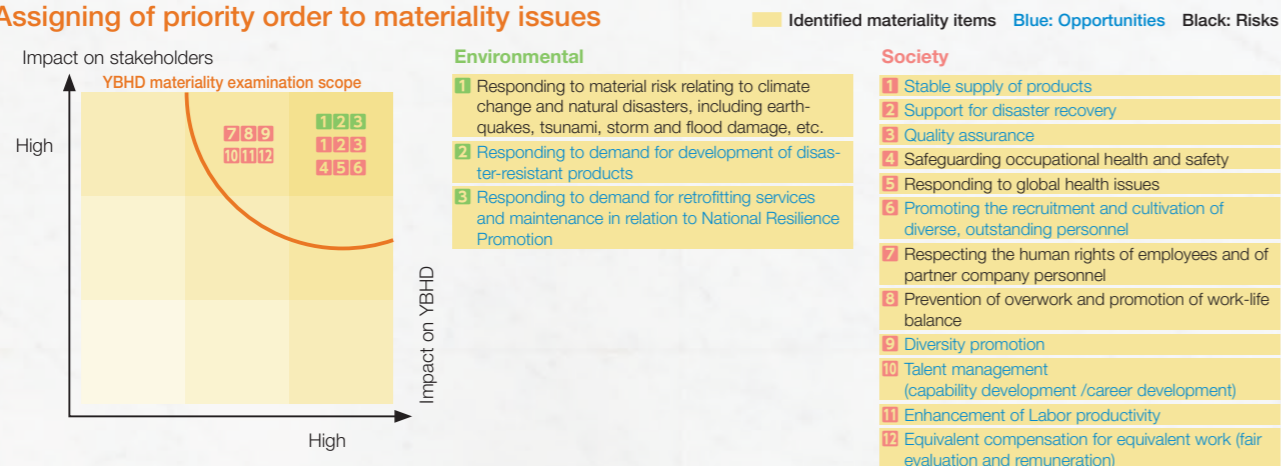 Assigning of priority order to materiality issues
Identified materiality items Blue: Opportunities Black: Risks
Impact on stakeholders
YBHD materiality examination scope
High
7 8 9
10 11 12
1 2 3
1 2 3
4 5 6
Impact on YBHD
High
Environmental
1 Responding to material risk relating to climate
change and natural disasters, including earth-
quakes, tsunami, storm and flood damage, etc.
2 Responding to demand for development of disas-
ter-resistant products
3 Responding to demand for retrofitting services
and maintenance in relation to National Resilience
Promotion
Society
1 Stable supply of products
2 Support for disaster recovery
3 Quality assurance
4 Safeguarding occupational health and safety
5 Responding to global health issues
6 Promoting the recruitment and cultivation of
diverse, outstanding personnel
7 Respecting the human rights of employees and of
partner company personnel
8 Prevention of overwork and promotion of work-life
balance
9 Diversity promotion
10 Talent management
(capability development /career development)
11 Enhancement of Labor productivity
12 Equivalent compensation for equivalent work (fair
evaluation and remuneration)